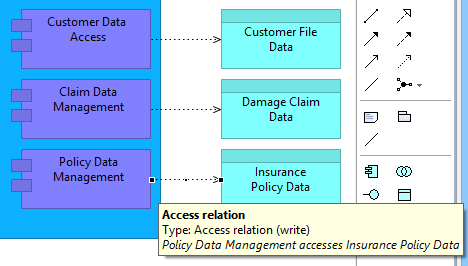 Customer Data
Access
Customer File
Data
Claim Data
Management
Damage Claim
Data
Policy Data
Management
Insurance
Policy Data
Access relation
Type: Access relation (write)
Policy Data Management accesses Insurance Policy Data